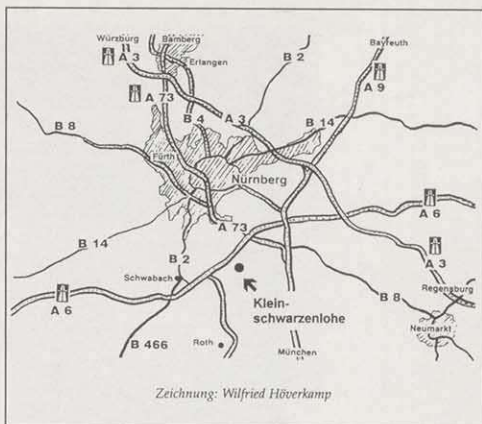 Würzburg
Bamberg
Bayreuth
A 3
Erlangen
B 2
A 9
A 73
B 8
B 4
A 3
B 14
Fürth
Nürnberg
A 6
A 73
B 14
B 2
A 3
Schwabach
Regensburg
Klein-
schwarzenlohe
B 8
A 6
Neumarkt
B 466
Roth
München
Zeichnung: Wilfried Höverkamp